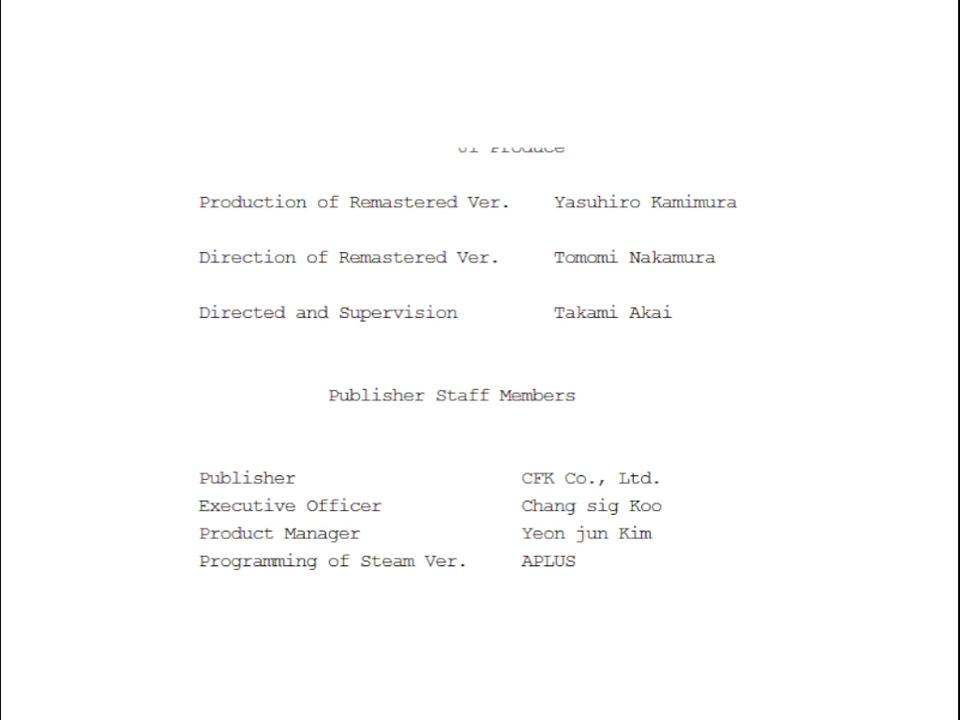 Production of Remastered Ver. Yasuhiro Kamimura
Direction of Remastered Ver. Tomomi Nakamura
Directed and Supervision Takami Akai
Publisher Staff Members
Publisher CFK Co., Ltd.
Executive Officer Chang sig Koo
Product Manager Yeon jun Kim
Programming of Steam Ver. APLUS